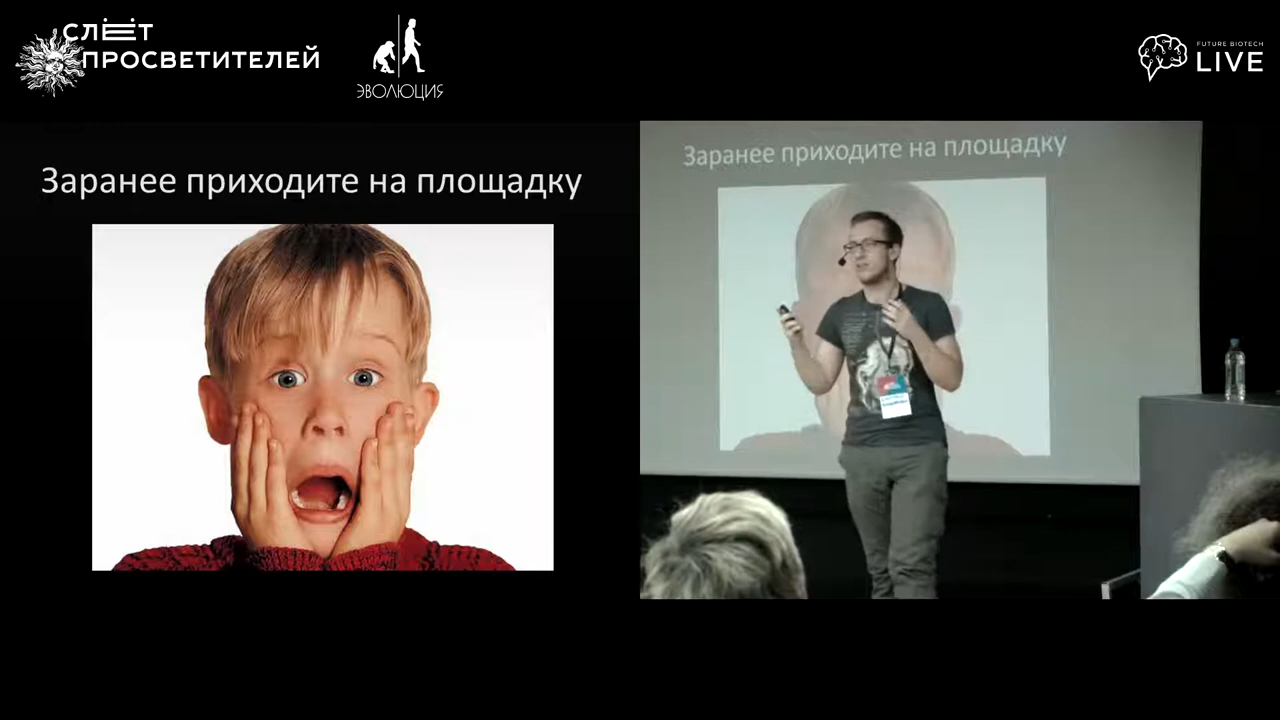 СЛЁТ
ПРОСВЕТИТЕЛЕЙ
ЭВОЛЮЦИЯ
FUTURE BIOTECH
LIVE
Заранее приходите на площадку
Заранее приходите на площадку